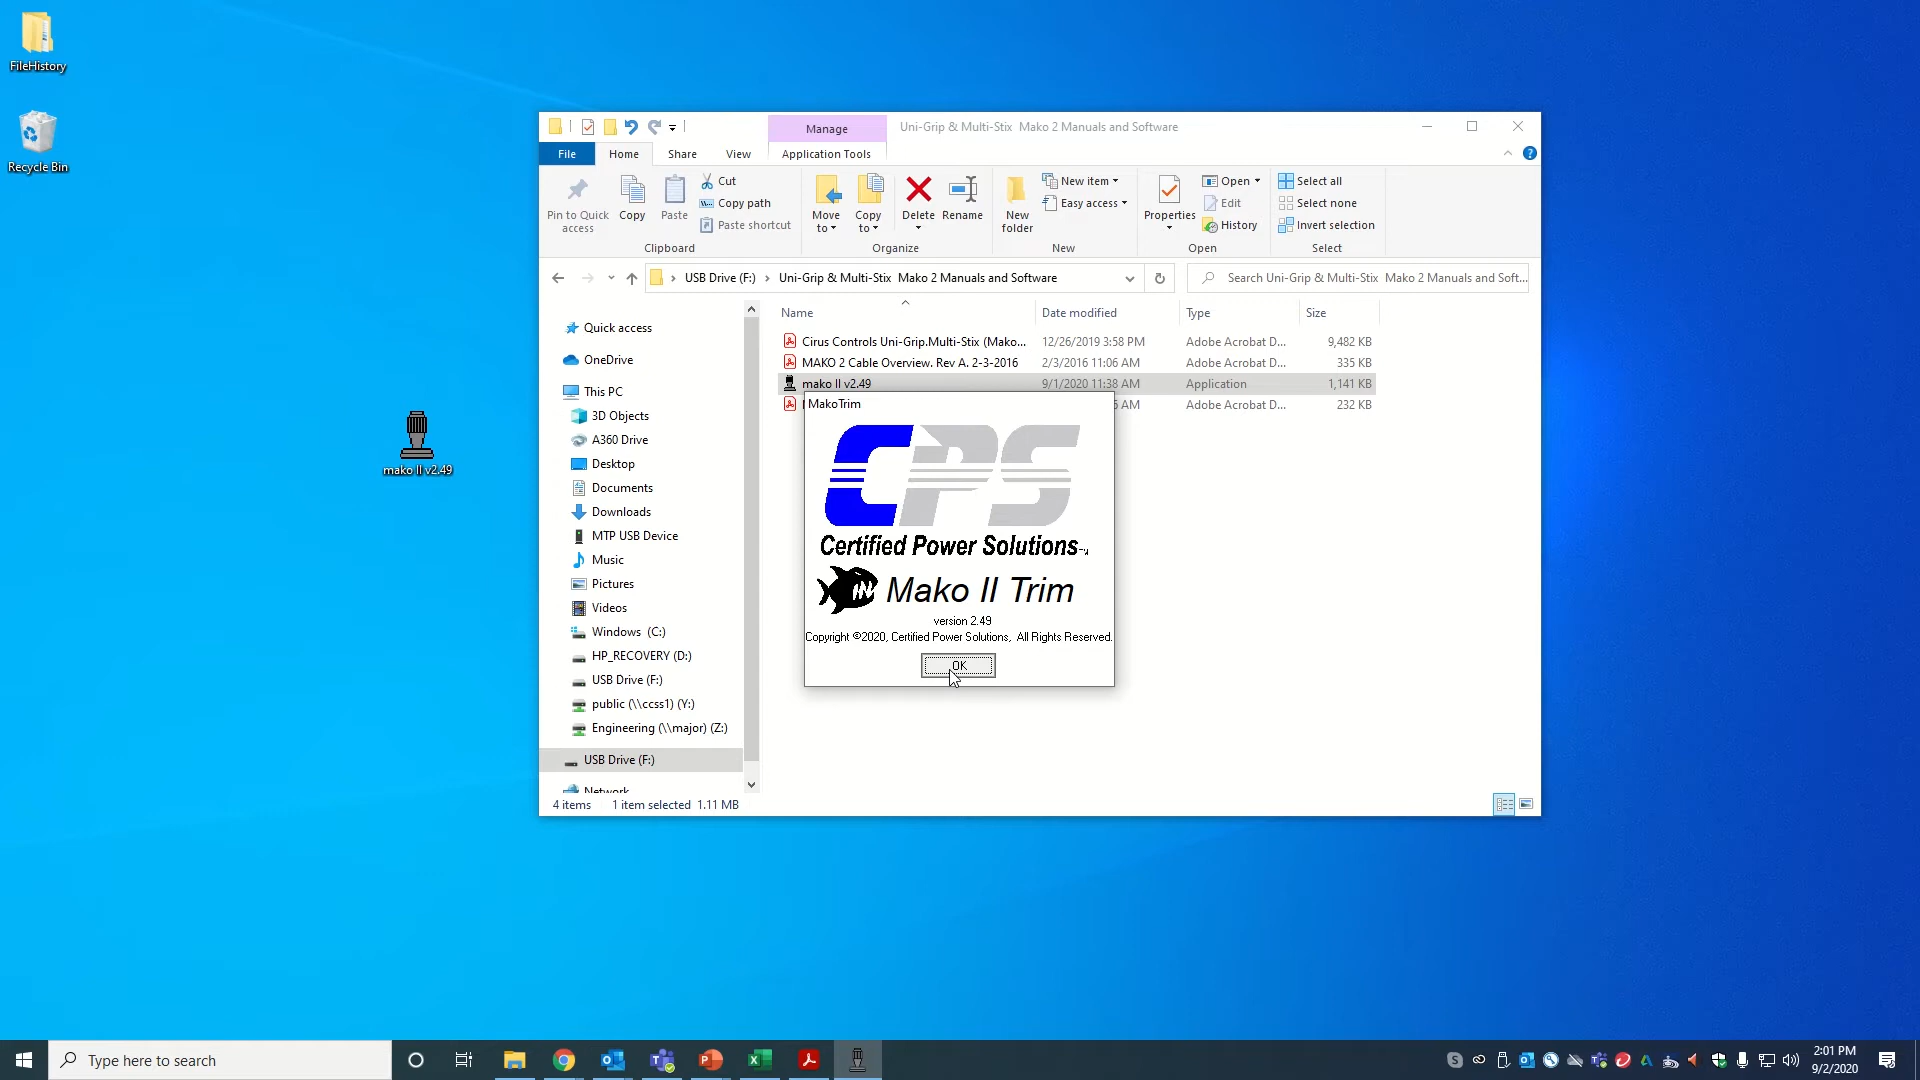 FileHistory
Recycle Bin
mako II v2.49
Manage
Uni-Grip & Multi-Stix  Mako 2 Manuals and Software
File
Home
Share
View
Application Tools
Pin to Quick access
Copy
Paste
Cut
Copy path
Paste shortcut
Clipboard
Move to
Copy to
Delete
Rename
Organize
New folder
New item
Easy access
New
Properties
Open
Edit
History
Open
Select all
Select none
Invert selection
Select
USB Drive (F:) › Uni-Grip & Multi-Stix  Mako 2 Manuals and Software
Search Uni-Grip & Multi-Stix  Mako 2 Manuals and Soft...
Name
Date modified
Type
Size
Cirus Controls Uni-Grip.Multi-Stix (Mako... 12/26/2019 3:58 PM Adobe Acrobat D... 9,482 KB
MAKO 2 Cable Overview. Rev A. 2-3-2016 2/3/2016 11:06 AM Adobe Acrobat D... 335 KB
mako II v2.49 9/1/2020 11:38 AM Application 1,141 KB
AM Adobe Acrobat D... 232 KB
Quick access
OneDrive
This PC
3D Objects
A360 Drive
Desktop
Documents
Downloads
MTP USB Device
Music
Pictures
Videos
Windows (C:)
HP_RECOVERY (D:)
USB Drive (F:)
public (\\ccss1) (Y:)
Engineering (\\major) (Z:)
USB Drive (F:)
Network
4 items
1 item selected 1.11 MB
MakoTrim
CPS
Certified Power Solutions
Mako II Trim
version 2.49
Copyright ©2020, Certified Power Solutions, All Rights Reserved.
OK
Type here to search
2:01 PM
9/2/2020